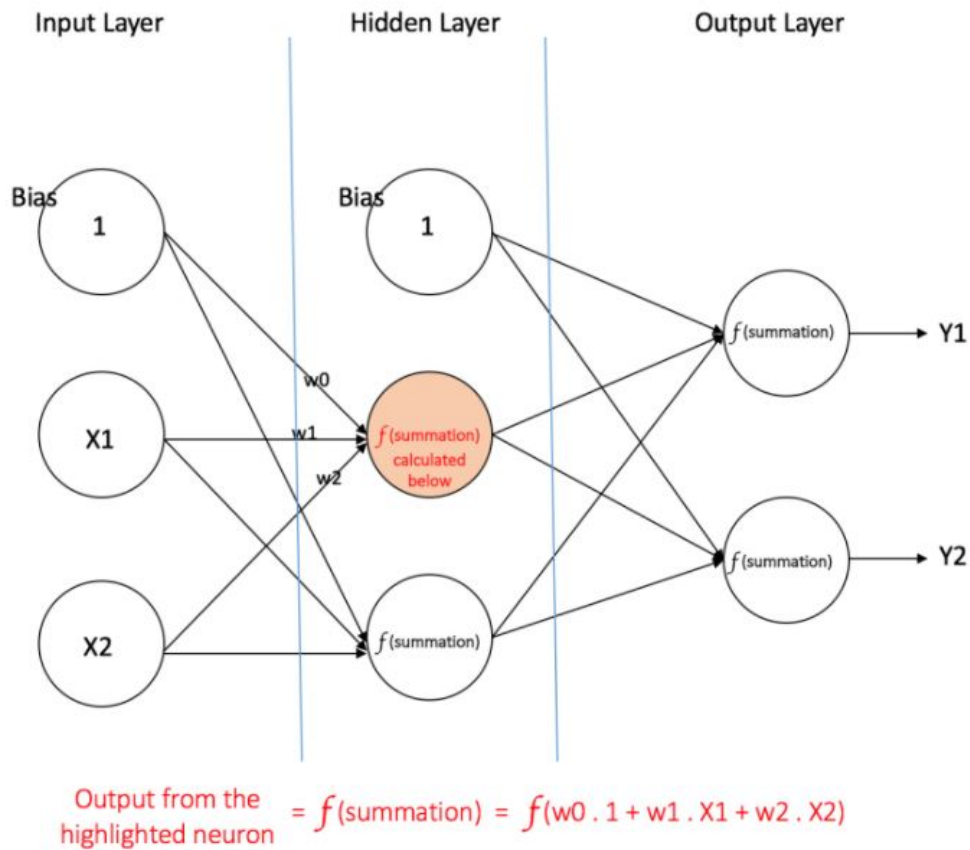 Input Layer
Hidden Layer
Output Layer
Bias
1
Bias
1
f(summation)
Y1
w0
X1
w1
f(summation)
calculated
below
w2
f(summation)
Y2
X2
f(summation)
Output from the
highlighted neuron
= f(summation) = f(w0 . 1 + w1 . X1 + w2 . X2)